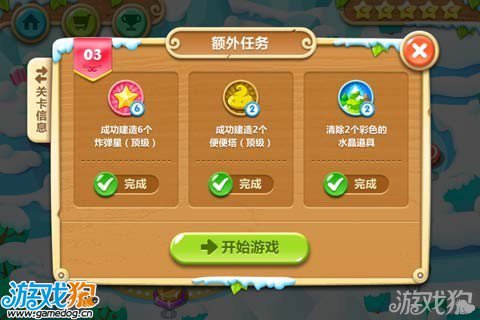 额外任务
03
关卡信息
6
2
2
成功建造6个
炸弹星（顶级）
成功建造2个
便便塔（顶级）
清除2个彩色的
水晶道具
完成
完成
完成
开始游戏
游戏狗
www.gamedog.cn
游戏狗